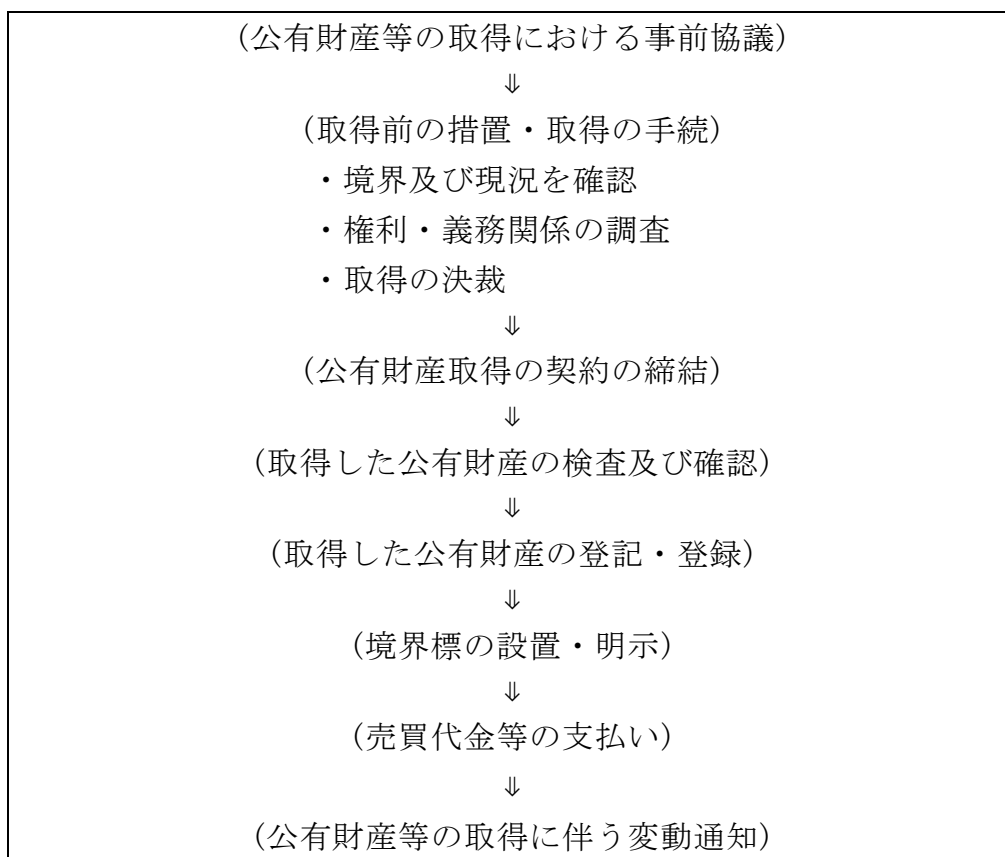 (公有財産等の取得における事前協議)
⇓
(取得前の措置・取得の手続)
・境界及び現況を確認
・権利・義務関係の調査
・取得の決裁
⇓
(公有財産取得の契約の締結)
⇓
(取得した公有財産の検査及び確認)
⇓
(取得した公有財産の登記・登録)
⇓
(境界標の設置・明示)
⇓
(売買代金等の支払い)
⇓
(公有財産等の取得に伴う変動通知)